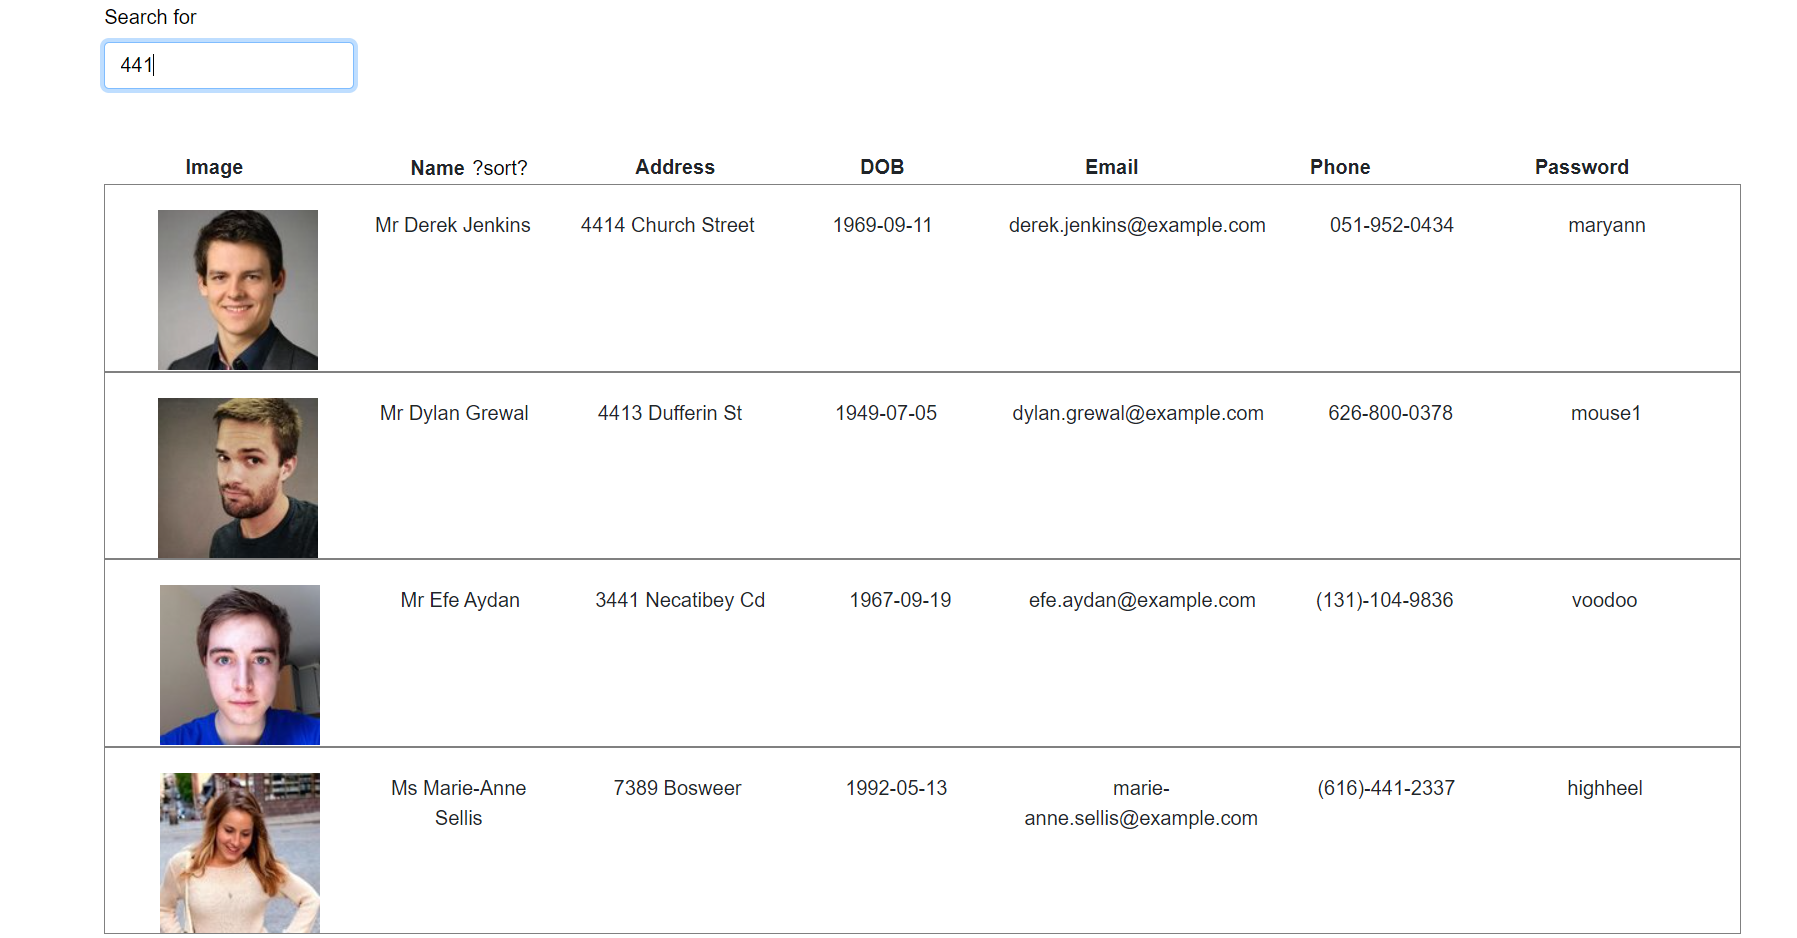 Search for
441
Image Name ?sort? Address DOB Email Phone Password
Mr Derek Jenkins 4414 Church Street 1969-09-11 derek.jenkins@example.com 051-952-0434 maryann
Mr Dylan Grewal 4413 Dufferin St 1949-07-05 dylan.grewal@example.com 626-800-0378 mouse1
Mr Efe Aydan 3441 Necatibey Cd 1967-09-19 efe.aydan@example.com (131)-104-9836 voodoo
Ms Marie-Anne 7389 Bosweer 1992-05-13 marie- (616)-441-2337 highheel
Sellis anne.sellis@example.com